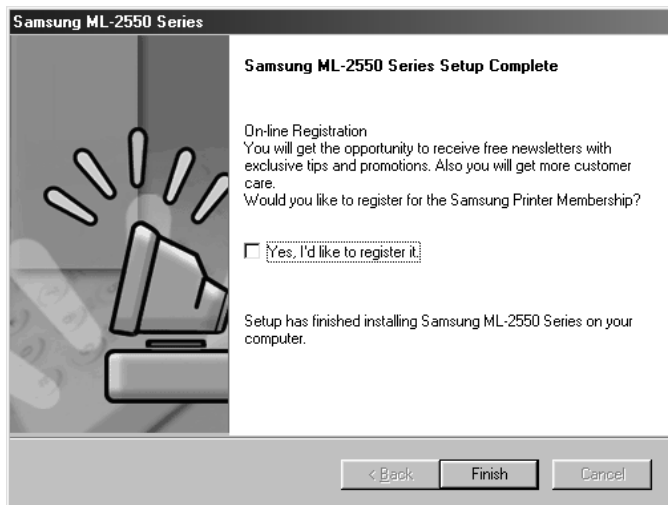 Samsung ML-2550 Series
Samsung ML-2550 Series Setup Complete
On-line Registration
You will get the opportunity to receive free newsletters with
exclusive tips and promotions. Also you will get more customer
care.
Would you like to register for the Samsung Printer Membership?
Yes, I'd like to register it.
Setup has finished installing Samsung ML-2550 Series on your
computer.
< Back
Finish
Cancel